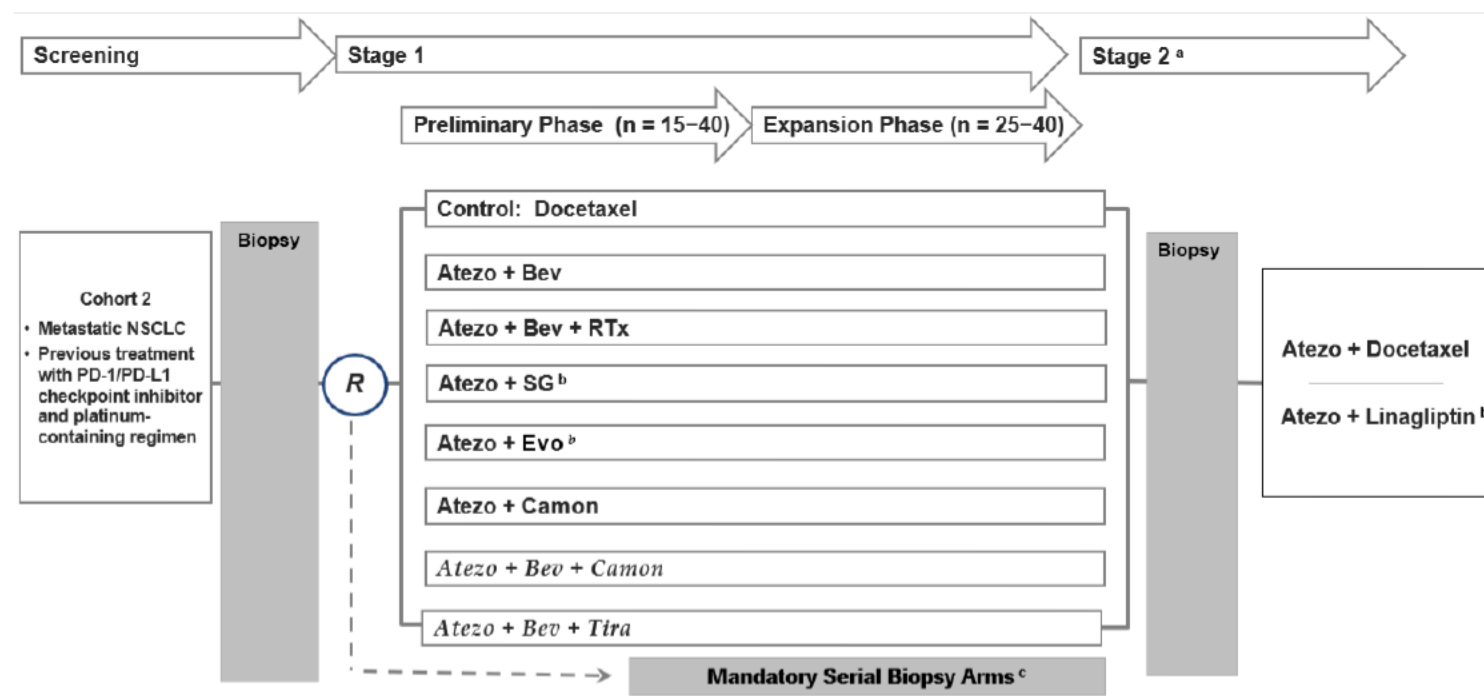 Screening
Stage 1
Stage 2 a
Preliminary Phase (n = 15–40)
Expansion Phase (n = 25–40)
Cohort 2
• Metastatic NSCLC
• Previous treatment
with PD-1/PD-L1
checkpoint inhibitor
and platinum-
containing regimen
Biopsy
R
Control: Docetaxel
Atezo + Bev
Atezo + Bev + RTx
Atezo + SG b
Atezo + Evo b
Atezo + Camon
Atezo + Bev + Camon
Atezo + Bev + Tira
Mandatory Serial Biopsy Arms c
Biopsy
Atezo + Docetaxel
Atezo + Linagliptin